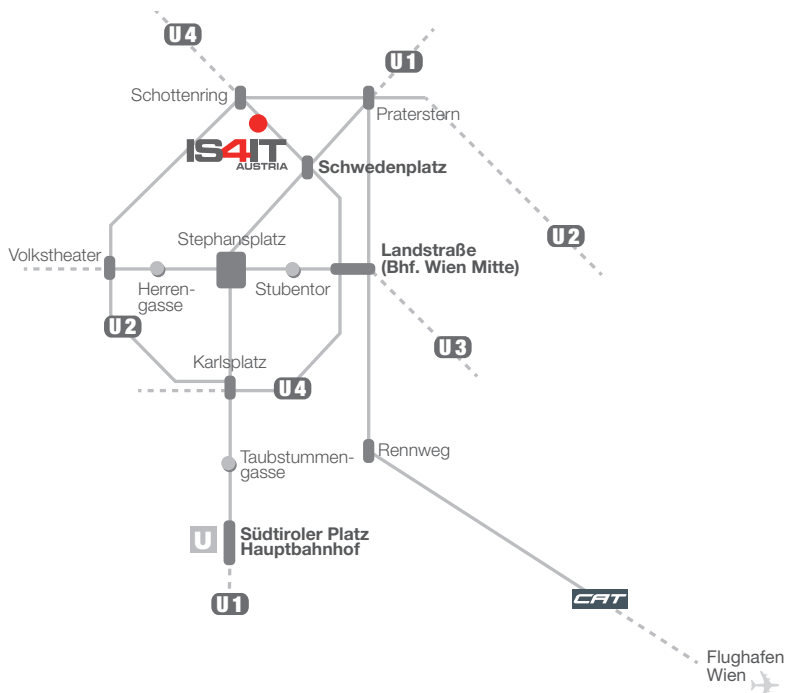 U4
U1
Schottenring
Praterstern
IS4IT
AUSTRIA
Schwedenplatz
Stephansplatz
U2
Volkstheater
Landstraße
(Bhf. Wien Mitte)
Herren-
gasse
Stubentor
U2
U3
Karlsplatz
U4
Taubstummen-
gasse
Rennweg
U
Südtiroler Platz
Hauptbahnhof
U1
CAT
Flughafen
Wien